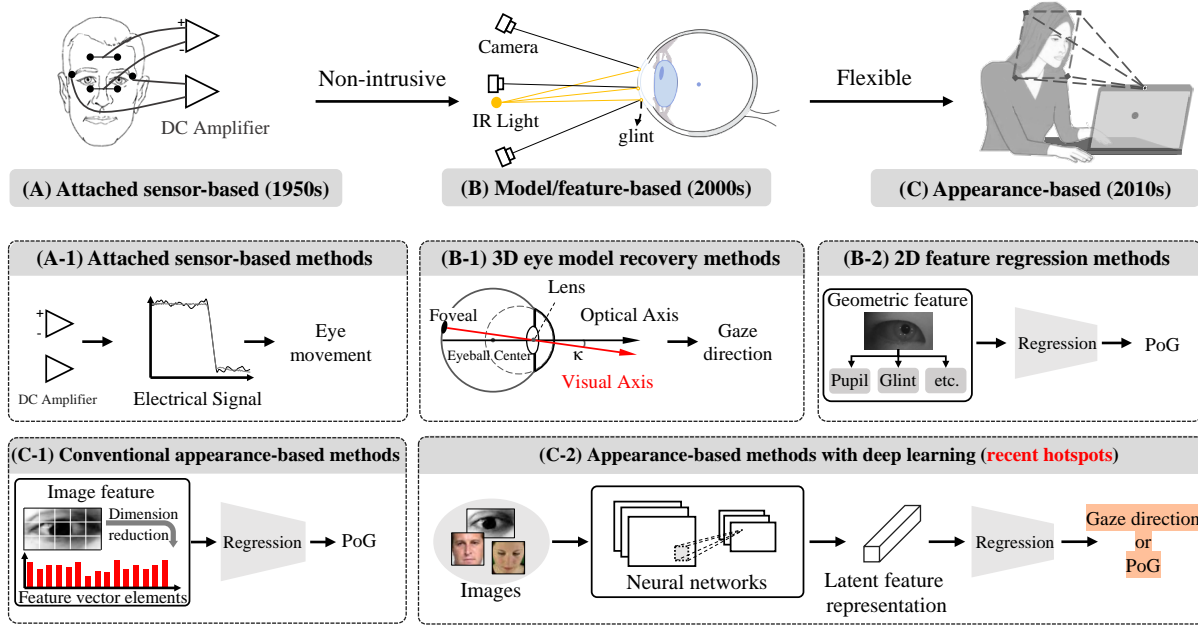 +
-
DC Amplifier
Non-intrusive
Camera
IR Light
glint
Flexible
(A) Attached sensor-based (1950s)
(B) Model/feature-based (2000s)
(C) Appearance-based (2010s)
(A-1) Attached sensor-based methods
+
-
DC Amplifier
Electrical Signal
Eye
movement
(B-1) 3D eye model recovery methods
Lens
Foveal
Optical Axis
Eyeball Center
κ
Visual Axis
Gaze
direction
(B-2) 2D feature regression methods
Geometric feature
Pupil
Glint
etc.
Regression
PoG
(C-1) Conventional appearance-based methods
Image feature
Dimension
reduction
Feature vector elements
Regression
PoG
(C-2) Appearance-based methods with deep learning (recent hotspots)
Images
Neural networks
Latent feature
representation
Regression
Gaze direction
or
PoG